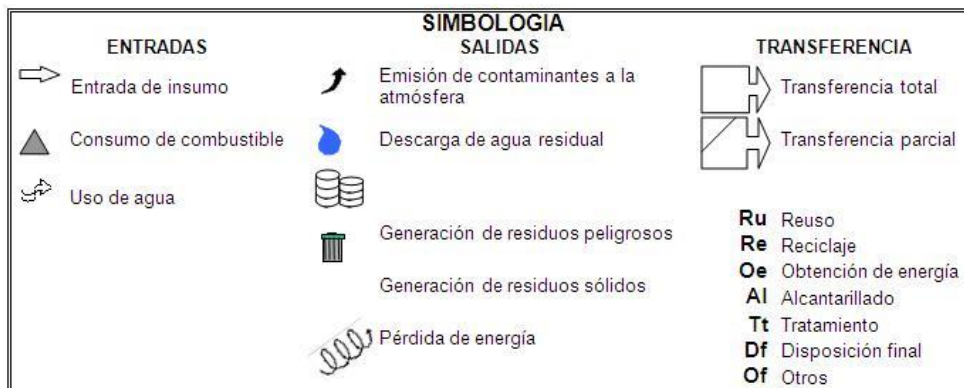 SIMBOLOGIA
ENTRADAS
Entrada de insumo
Consumo de combustible
Uso de agua
SALIDAS
Emisión de contaminantes a la
atmósfera
Descarga de agua residual
Generación de residuos peligrosos
Generación de residuos sólidos
Pérdida de energía
TRANSFERENCIA
Transferencia total
Transferencia parcial
Ru Reuso
Re Reciclaje
Oe Obtención de energía
Al Alcantarillado
Tt Tratamiento
Df Disposición final
Of Otros